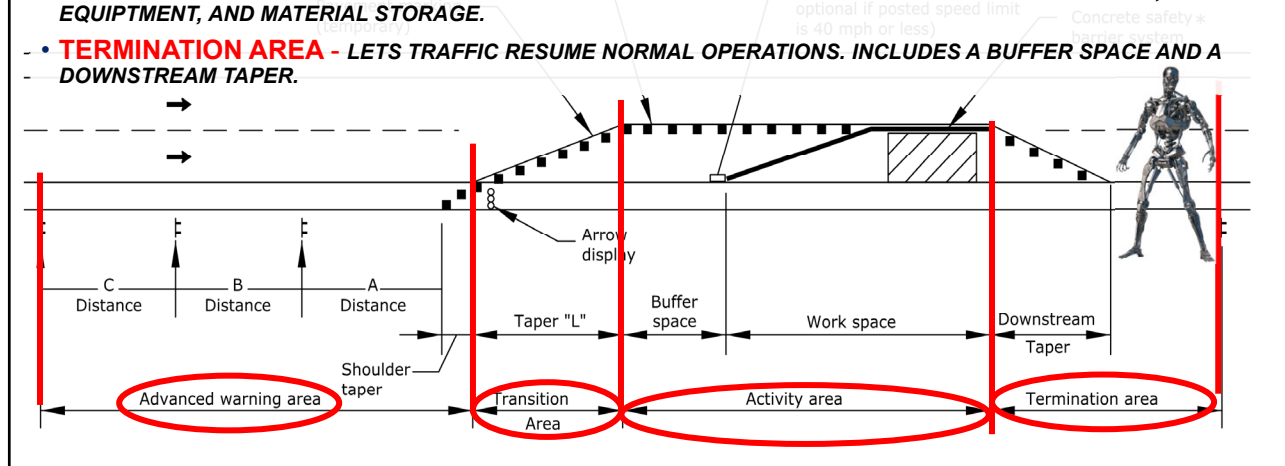 EQUIPTMENT, AND MATERIAL STORAGE.
optional if posted speed limit
is 40 mph or less)
(temporary)
Concrete safety *
barrier system
• TERMINATION AREA - LETS TRAFFIC RESUME NORMAL OPERATIONS. INCLUDES A BUFFER SPACE AND A
DOWNSTREAM TAPER.
Arrow
display
C
Distance
B
Distance
A
Distance
Shoulder
taper
Taper "L"
Buffer
space
Work space
Downstream
Taper
Advanced warning area
Transition
Area
Activity area
Termination area